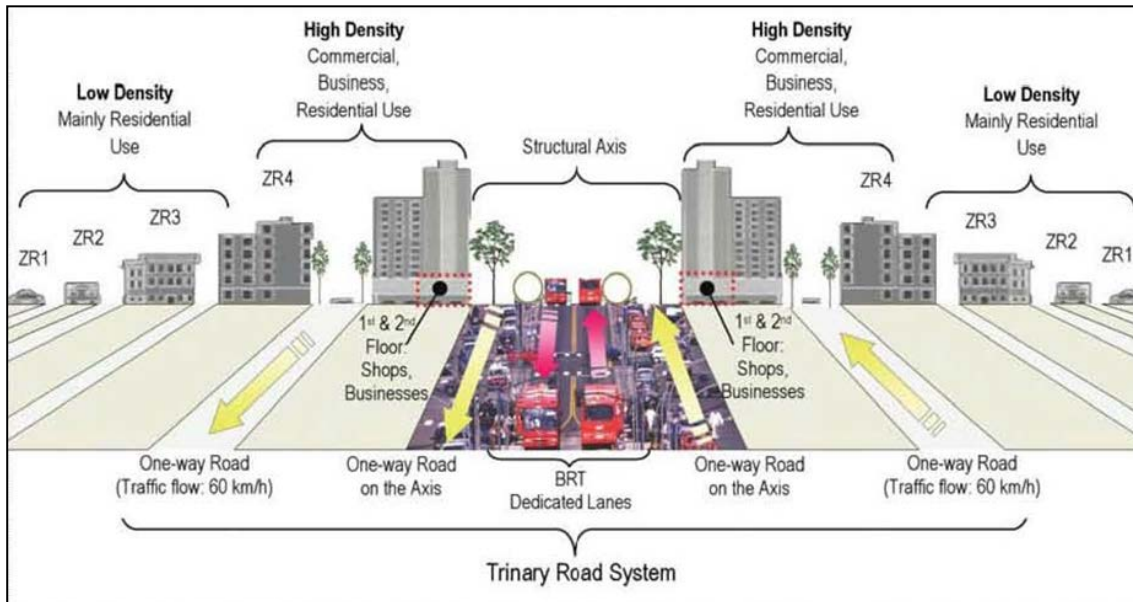 High Density
Commercial,
Business,
Residential Use
High Density
Commercial,
Business,
Residential Use
Low Density
Mainly Residential
Use
Low Density
Mainly Residential
Use
Structural Axis
ZR4
ZR4
ZR3
ZR2
ZR1
ZR3
ZR2
ZR1
1st & 2nd
Floor:
Shops,
Businesses
1st & 2nd
Floor:
Shops,
Businesses
One-way Road
(Traffic flow: 60 km/h)
One-way Road
on the Axis
BRT
Dedicated Lanes
One-way Road
on the Axis
One-way Road
(Traffic flow: 60 km/h)
Trinary Road System